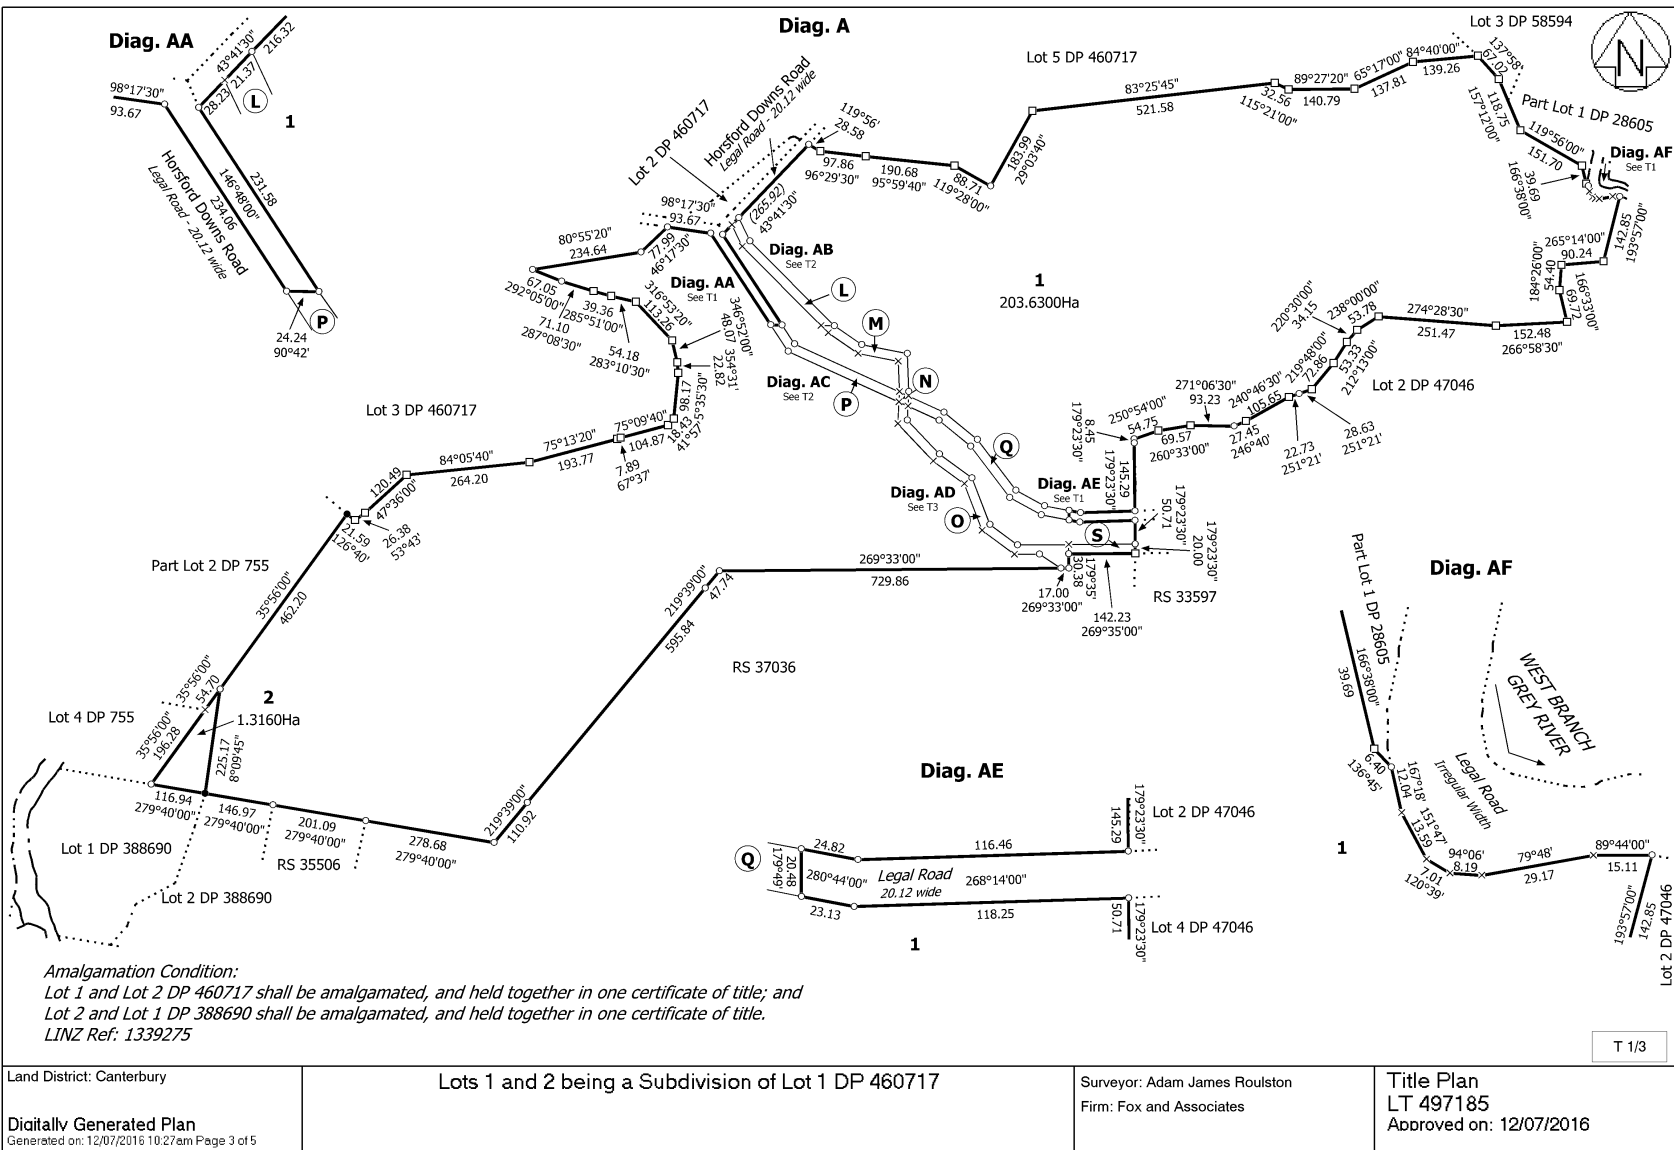 Diag. AA
43°41'30"
216.32
21.37
28.23
L
98°17'30"
93.67
1
Horsford Downs Road
Legal Road - 20.12 wide
146°48'00"
234.06
231.58
P
24.24
90°42'
Diag. A
Lot 5 DP 460717
Lot 3 DP 58594
N
Lot 2 DP 460717
Horsford Downs Road
Legal Road - 20.12 wide
119°56'
28.58
97.86
96°29'30"
190.68
95°59'40"
88.71
119°28'00"
183.99
29°03'40"
83°25'45"
521.58
32.56
115°21'00"
89°27'20"
140.79
65°17'00"
137.81
84°40'00"
139.26
137°58'
67.02
118.75
157°12'00"
Part Lot 1 DP 28605
119°56'00"
151.70
Diag. AF
See T1
39.69
166°38'00"
142.85
193°57'00"
265°14'00"
90.24
184°26'00"
54.40
69.72
166°33'00"
98°17'30"
93.67
(265.92)
43°41'30"
80°55'20"
234.64
77.99
46°17'30"
67.05
292°05'00"
39.36
285°51'00"
71.10
287°08'30"
54.18
283°10'30"
316°53'20"
113.26
Diag. AA
See T1
346°52'00"
48.07
354°31'
22.82
98.17
5°35'30"
18.43
41°57'
Diag. AB
See T2
L
M
N
1
203.6300Ha
Diag. AC
See T2
P
Q
220°30'00"
34.15
238°00'00"
53.78
274°28'30"
251.47
152.48
266°58'30"
219°48'00"
72.86
53.33
212°13'00"
Lot 2 DP 47046
271°06'30"
93.23
240°46'30"
105.65
250°54'00"
54.75
69.57
260°33'00"
27.45
246°40'
22.73
251°21'
28.63
251°21'
8.45
179°23'30"
145.29
179°23'30"
Lot 3 DP 460717
75°09'40"
104.87
75°13'20"
193.77
7.89
67°37'
84°05'40"
264.20
120.49
47°36'00"
21.59
126°40'
26.38
53°43'
Diag. AD
See T3
O
Diag. AE
See T1
S
179°23'30"
50.71
179°23'30"
20.00
269°33'00"
729.86
30.38
179°35'
17.00
269°33'00"
142.23
269°35'00"
RS 33597
Part Lot 2 DP 755
35°56'00"
462.20
219°39'00"
47.74
595.84
RS 37036
35°56'00"
54.70
2
1.3160Ha
Lot 4 DP 755
35°56'00"
196.28
225.17
8°09'45"
116.94
279°40'00"
146.97
279°40'00"
201.09
279°40'00"
278.68
279°40'00"
219°39'00"
110.92
Lot 1 DP 388690
RS 35506
Lot 2 DP 388690
Diag. AE
Q
24.82
116.46
145.29
179°23'30"
Lot 2 DP 47046
20.48
179°49'
280°44'00"
Legal Road
20.12 wide
268°14'00"
23.13
118.25
50.71
179°23'30"
Lot 4 DP 47046
1
Diag. AF
Part Lot 1 DP 28605
166°38'00"
39.69
WEST BRANCH
GREY RIVER
6.40
136°45'
167°18'
12.04
Legal Road
Irregular Width
151°47'
13.59
1
94°06'
8.19
7.01
120°39'
79°48'
29.17
89°44'00"
15.11
193°57'00"
142.85
Lot 2 DP 47046
Amalgamation Condition:
Lot 1 and Lot 2 DP 460717 shall be amalgamated, and held together in one certificate of title; and
Lot 2 and Lot 1 DP 388690 shall be amalgamated, and held together in one certificate of title.
LINZ Ref: 1339275
T 1/3
Land District: Canterbury
Digitally Generated Plan
Generated on: 12/07/2016 10:27am Page 3 of 5
Lots 1 and 2 being a Subdivision of Lot 1 DP 460717
Surveyor: Adam James Roulston
Firm: Fox and Associates
Title Plan
LT 497185
Approved on: 12/07/2016